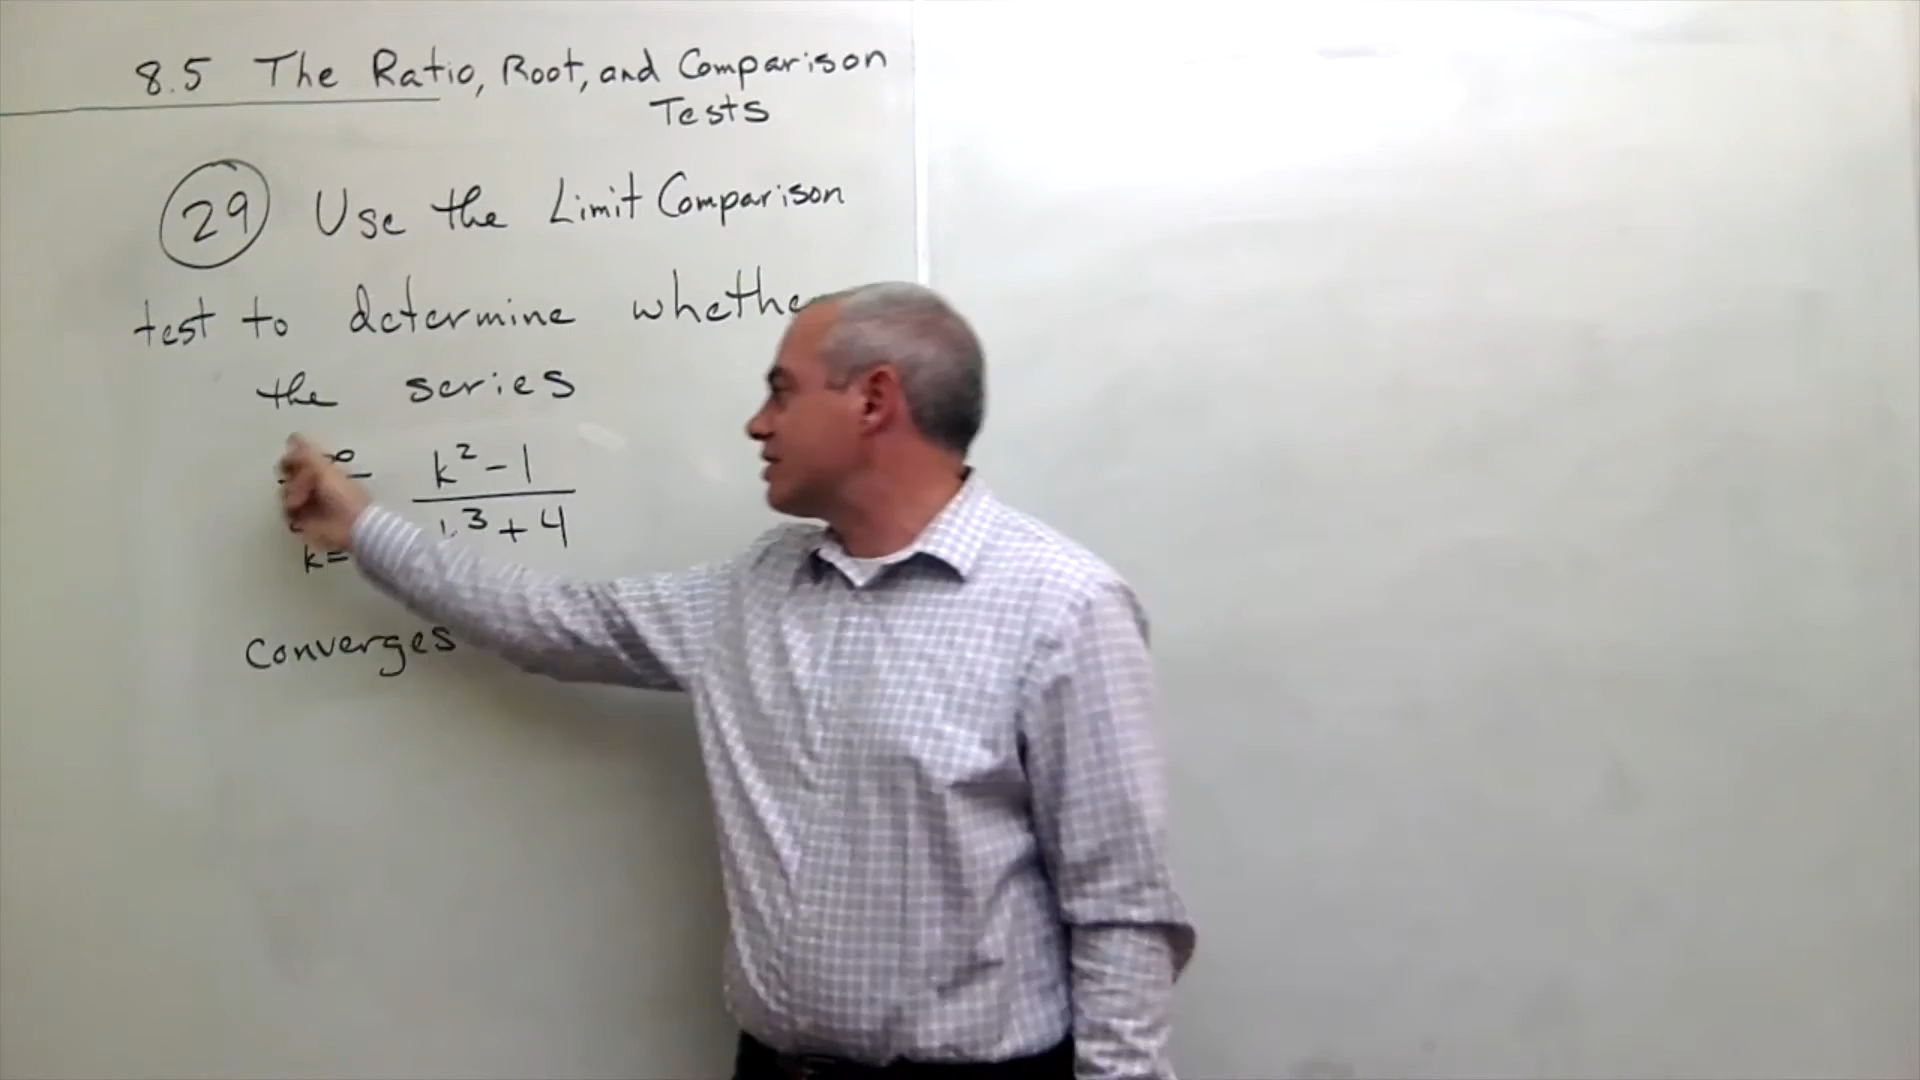 8.5 The Ratio, Root, and Comparison
Tests
29 Use the Limit Comparison
test to determine
the series
∞
k² - 1
³ + 4
k=
converges